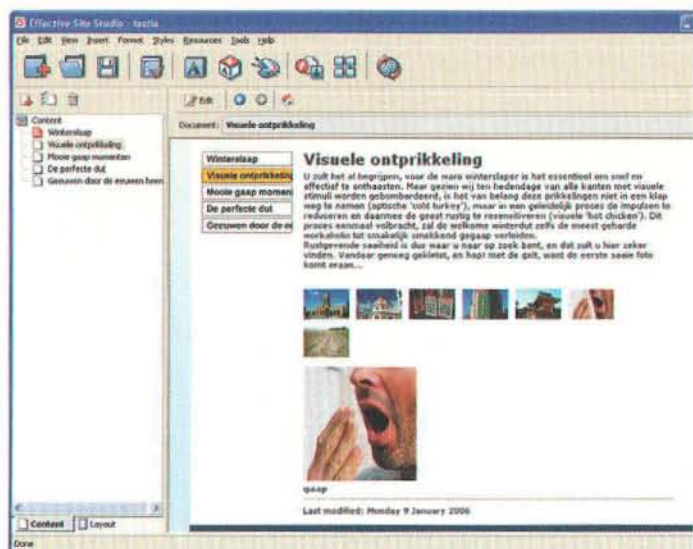 Effective Site Studio - tastia
File Edit View Insert Format Styles Resources Tools Help
Edit
Document: Visuele ontprikkeling
Content
Winterslaap
Visuele ontprikkeling
Mooie gaap momenten
De perfecte dut
Geeuwen door de eeuwen heen
Winterslaap
Visuele ontprikkeling
Mooie gaap momen
De perfecte dut
Geeuwen door de ee
Visuele ontprikkeling
U zult het al begrijpen, voor de ware winterslaper is het essentieel om snel en
affectief te onthaasten. Maar gezien wij ten hedendage van alle kanten met visuele
stimuli worden gebombardeerd, is het van belang deze prikkelingen niet in een klap
weg te nemen (optische 'cold turkey'), maar in een geleidelijk proces de impulsen te
reduceren en daarmee de geest rustig te resensitiveren (visuele 'hot chicken'). Dit
proces eenmaal volbracht, zal de welkome winterdut zelfs de meest geharde
workaholic tot smakelijk smekkend gegaap verleiden.
Rustgevende saaiheid is dus waar u naar op zoek bent, en dat zult u hier zeker
vinden. Vandaar genoeg gekletst, en hop! met de geit, want de eerste saaie foto
komt eraan...
gaap
Last modified: Monday 9 January 2006
Content Layout
Done